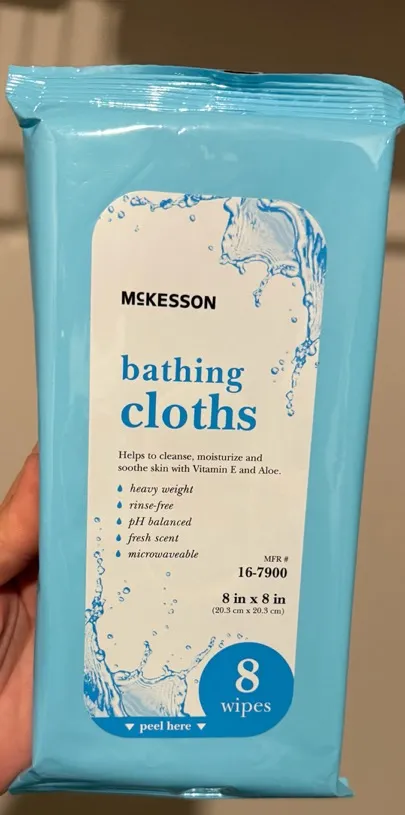 McKESSON
bathing
cloths
Helps to cleanse, moisturize and
soothe skin with Vitamin E and Aloe.
heavy weight
rinse-free
pH balanced
fresh scent
microwaveable
MFR #
16-7900
8 in x 8 in
(20.3 cm x 20.3 cm)
8
wipes
peel here